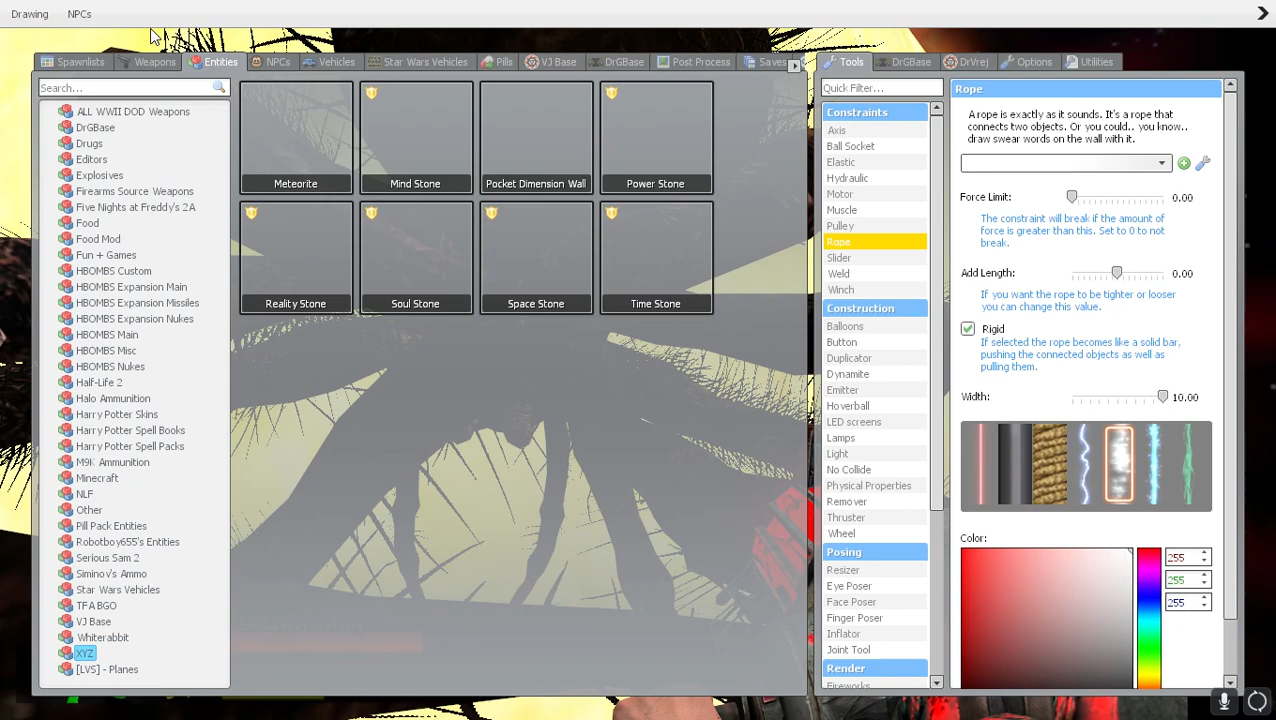 Drawing NPCs
Spawnlists Weapons Entities NPCs Vehicles Star Wars Vehicles Pills VJ Base DrGBase Post Process Saves
Search...
ALL WWII DOD Weapons
DrGBase
Drugs
Editors
Explosives
Firearms Source Weapons
Five Nights at Freddy's 2A
Food
Food Mod
Fun + Games
HBOMBS Custom
HBOMBS Expansion Main
HBOMBS Expansion Missiles
HBOMBS Expansion Nukes
HBOMBS Main
HBOMBS Misc
HBOMBS Nukes
Half-Life 2
Halo Ammunition
Harry Potter Skins
Harry Potter Spell Books
Harry Potter Spell Packs
M9K Ammunition
Minecraft
NLF
Other
Pill Pack Entities
Robotboy655's Entities
Serious Sam 2
Siminov's Ammo
Star Wars Vehicles
TFA BGO
VJ Base
Whiterabbit
XYZ
[LVS] - Planes
Meteorite Mind Stone Pocket Dimension Wall Power Stone
Reality Stone Soul Stone Space Stone Time Stone
Tools DrGBase DrVrej Options Utilities
Quick Filter...
Constraints
Axis
Ball Socket
Elastic
Hydraulic
Motor
Muscle
Pulley
Rope
Slider
Weld
Winch
Construction
Balloons
Button
Duplicator
Dynamite
Emitter
Hoverball
LED screens
Lamps
Light
No Collide
Physical Properties
Remover
Thruster
Wheel
Posing
Resizer
Eye Poser
Face Poser
Finger Poser
Inflator
Joint Tool
Render
Fireworks
Rope
A rope is exactly as it sounds. It's a rope that
connects two objects. Or you could.. you know..
draw swear words on the wall with it.
Force Limit: 0.00
The constraint will break if the amount of
force is greater than this. Set to 0 to not
break.
Add Length: 0.00
If you want the rope to be tighter or looser
you can change this value.
Rigid
If selected the rope becomes like a solid bar,
pushing the connected objects as well as
pulling them.
Width: 10.00
Color:
255
255
255